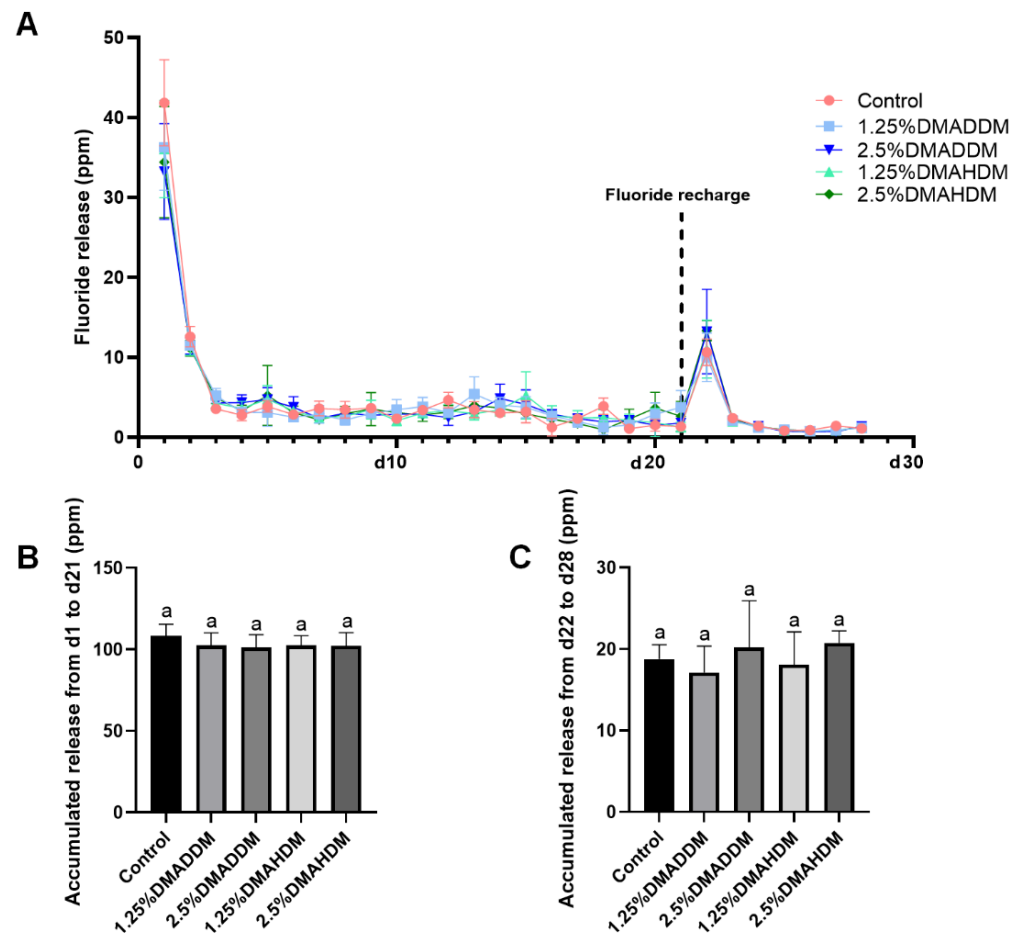 A
Fluoride release (ppm)
50
40
30
20
10
0
0
d10
d20
d30
Fluoride recharge
Control
1.25%DMADDM
2.5%DMADDM
1.25%DMAHDM
2.5%DMAHDM
B
Accumulated release from d1 to d21 (ppm)
150
100
50
0
a
a
a
a
a
Control
1.25%DMADDM
2.5%DMADDM
1.25%DMAHDM
2.5%DMAHDM
C
Accumulated release from d22 to d28 (ppm)
30
20
10
0
a
a
a
a
a
Control
1.25%DMADDM
2.5%DMADDM
1.25%DMAHDM
2.5%DMAHDM